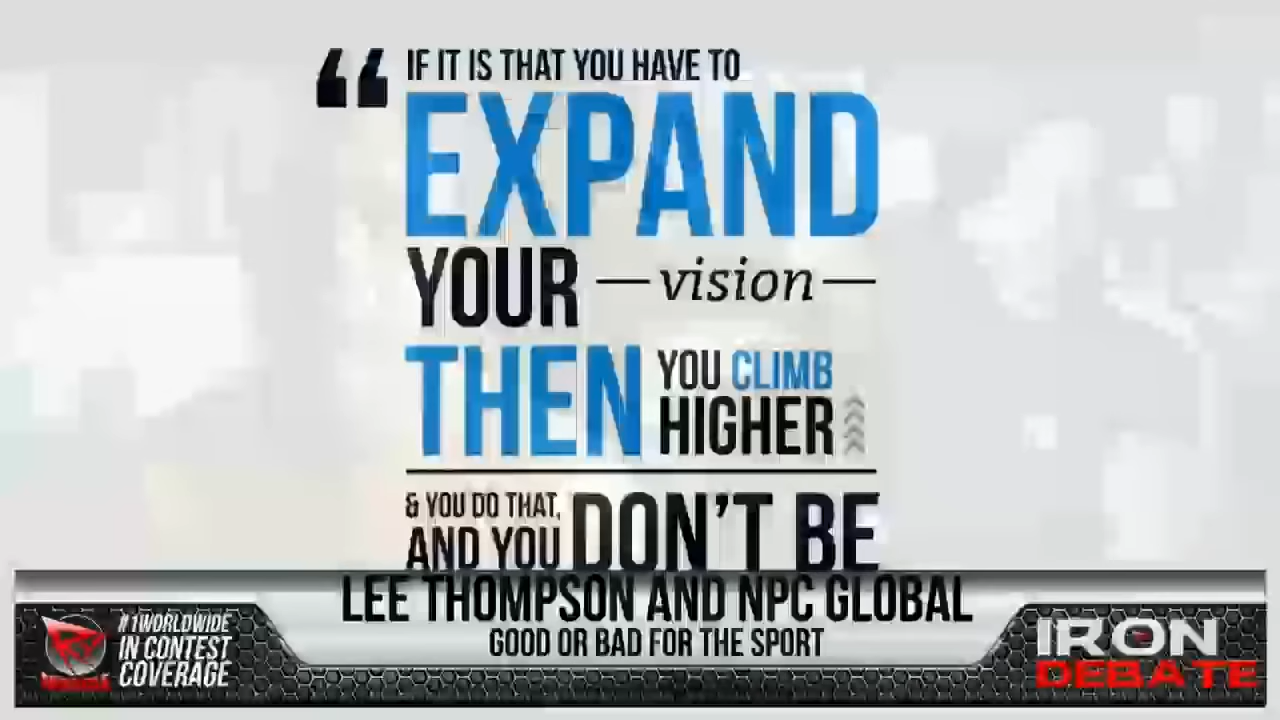 “ IF IT IS THAT YOU HAVE TO
EXPAND
YOUR — vision —
THEN YOU CLIMB
HIGHER
& YOU DO THAT,
AND YOU DON'T BE
LEE THOMPSON AND NPC GLOBAL
GOOD OR BAD FOR THE SPORT
#1WORLDWIDE
IN CONTEST
COVERAGE
IRON
DEBATE